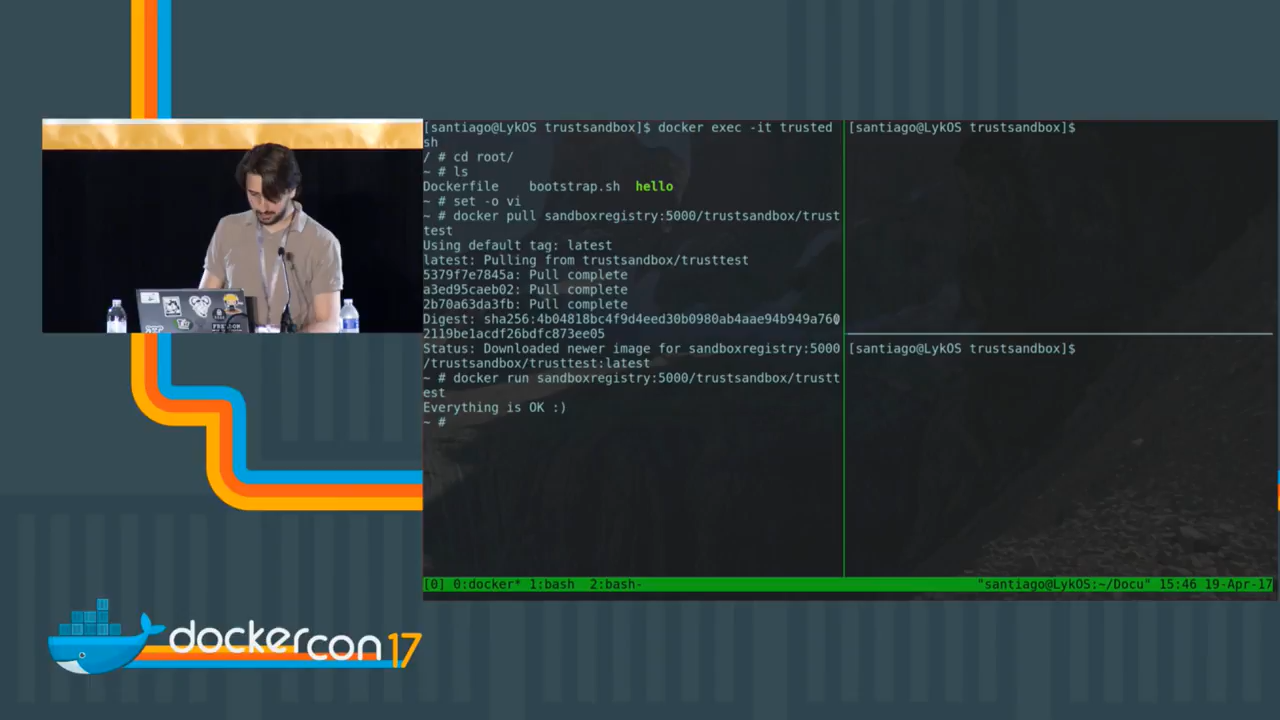 [santiago@LykOS trustsandbox]$ docker exec -it trusted
sh
/ # cd root/
~ # ls
Dockerfile    bootstrap.sh  hello
~ # set -o vi
~ # docker pull sandboxregistry:5000/trustsandbox/trust
test
Using default tag: latest
latest: Pulling from trustsandbox/trusttest
5379f7e7845a: Pull complete
a3ed95caeb02: Pull complete
2b70a63da3fb: Pull complete
Digest: sha256:4b04818bc4f9d4eed30b0980ab4aae94b949a760
2119be1acdf26bdfc873ee05
Status: Downloaded newer image for sandboxregistry:5000
/trustsandbox/trusttest:latest
~ # docker run sandboxregistry:5000/trustsandbox/trustt
est
Everything is OK :)
~ #
[santiago@LykOS trustsandbox]$
[santiago@LykOS trustsandbox]$
[0] 0:docker* 1:bash  2:bash-
"santiago@LykOS:~/Docu" 15:46 19-Apr-17
dockercon 17